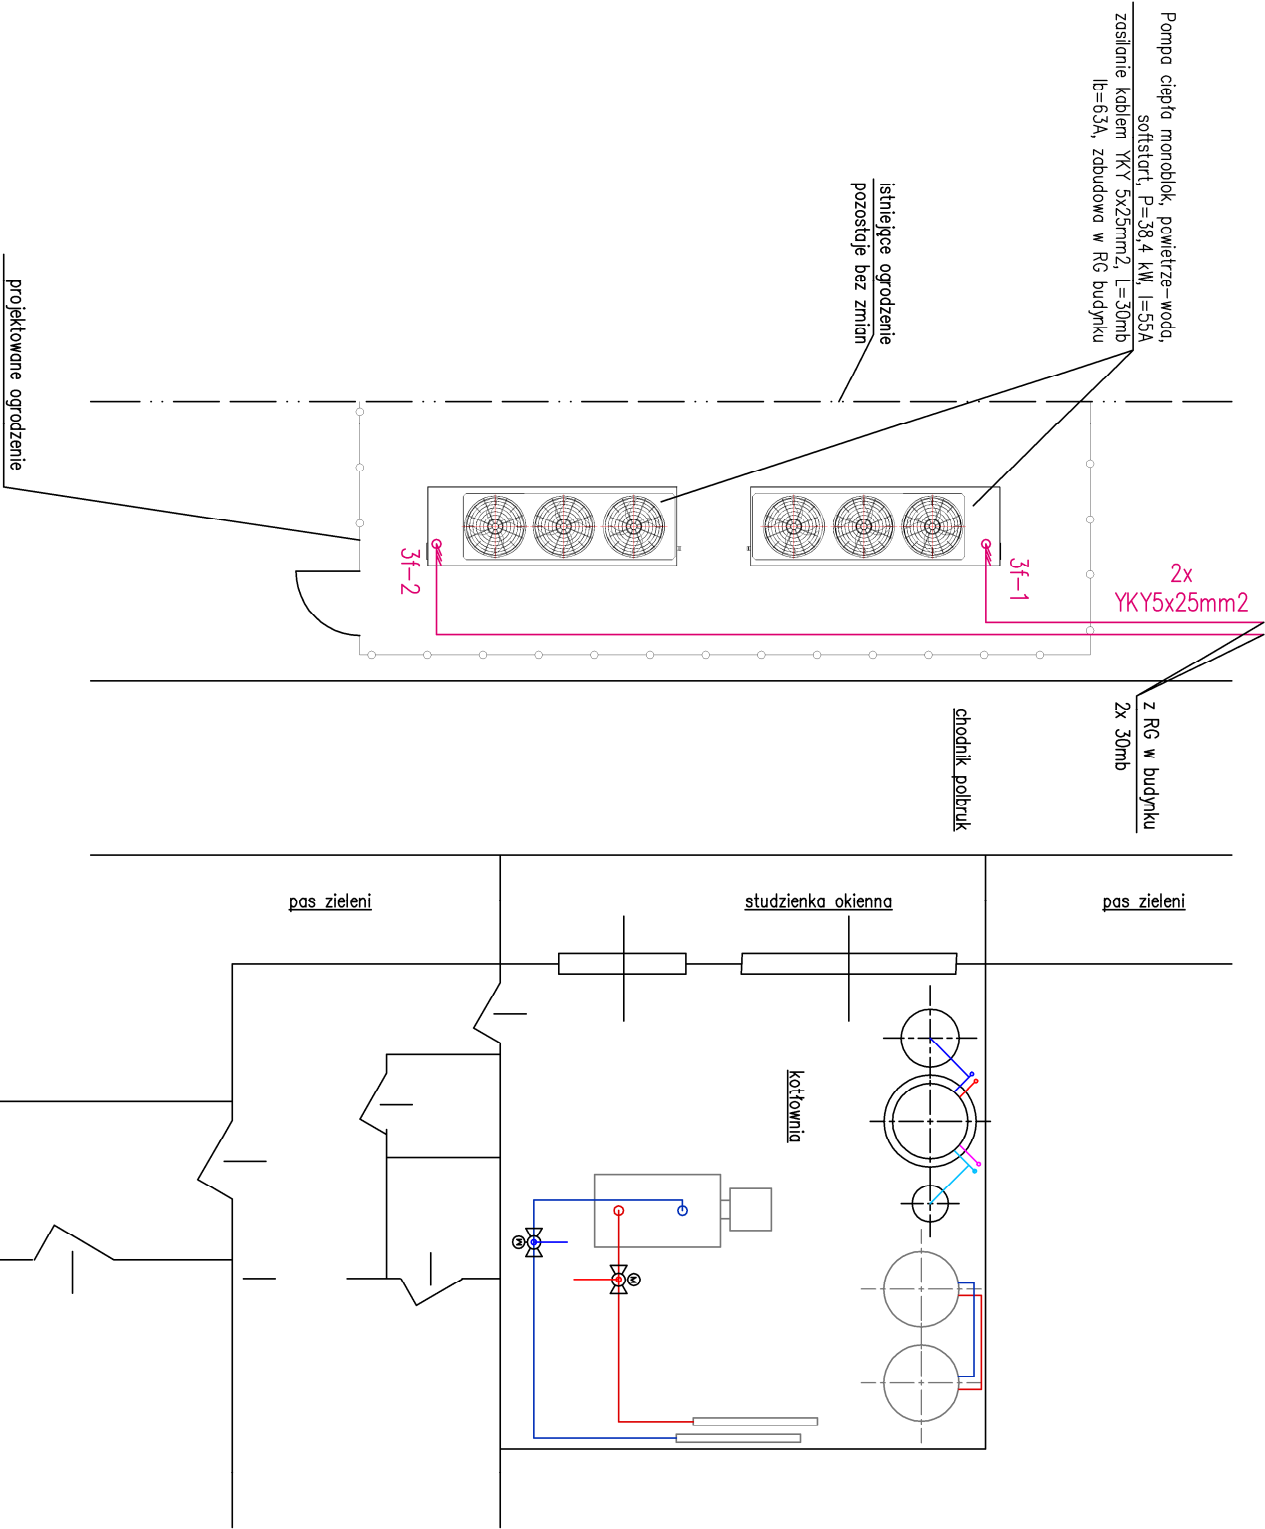 Pompa ciepła monoblok, powietrze-woda,
softstart, P=38,4 kW, I=55A
zasilanie kablem YKY 5x25mm2, L=30mb
Ib=63A, zabudowa w RG budynku
istniejące ogrodzenie
pozostaje bez zmian
projektowane ogrodzenie
3f-2
3f-1
2x
YKY5x25mm2
z RG w budynku
2x 30mb
chodnik polbruk
pas zieleni
studzienka okienna
pas zieleni
kotłownia
M
M